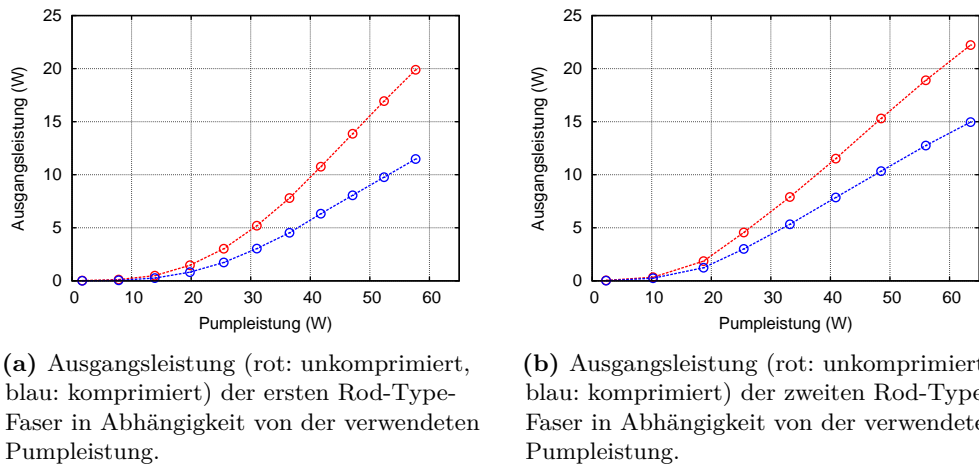 25
20
15
10
5
0
Ausgangsleistung (W)
0 10 20 30 40 50 60
Pumpleistung (W)
25
20
15
10
5
0
Ausgangsleistung (W)
0 10 20 30 40 50 60
Pumpleistung (W)
(a) Ausgangsleistung (rot: unkomprimiert,
blau: komprimiert) der ersten Rod-Type-
Faser in Abhängigkeit von der verwendeten
Pumpleistung.
(b) Ausgangsleistung (rot: unkomprimiert
blau: komprimiert) der zweiten Rod-Type
Faser in Abhängigkeit von der verwendete
Pumpleistung.